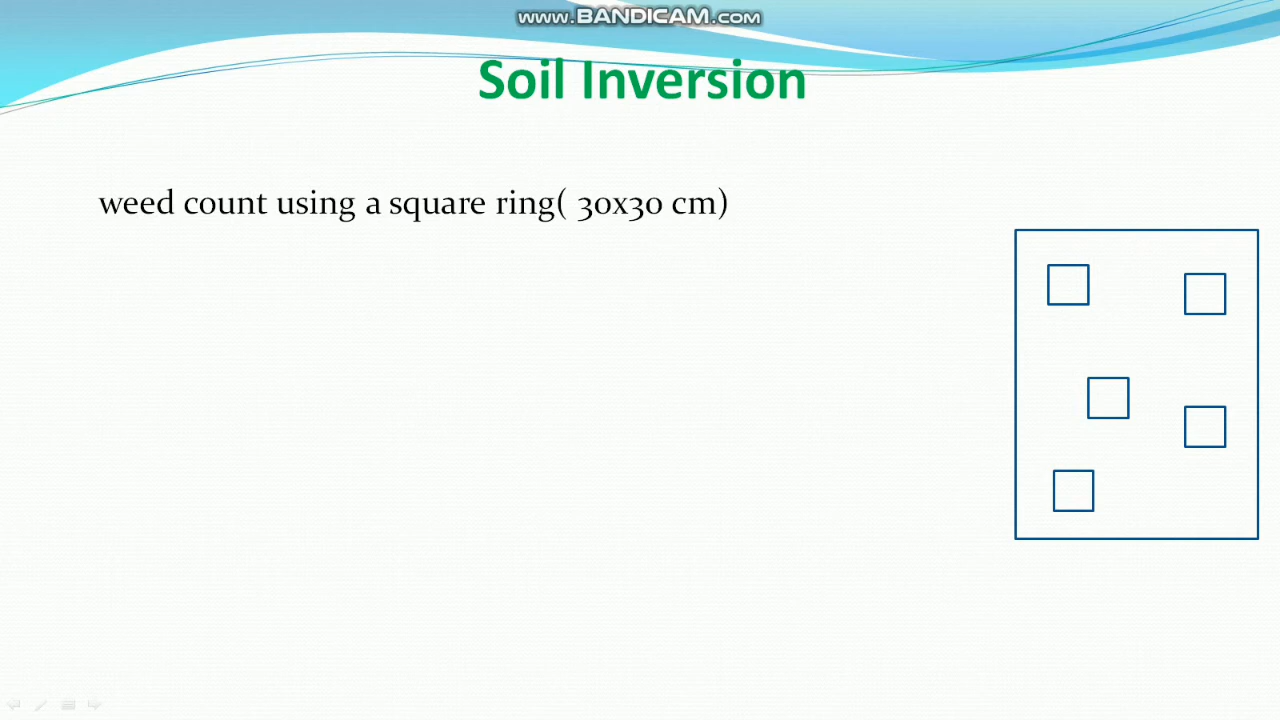 www.BANDICAM.com
Soil Inversion
weed count using a square ring( 30x30 cm)